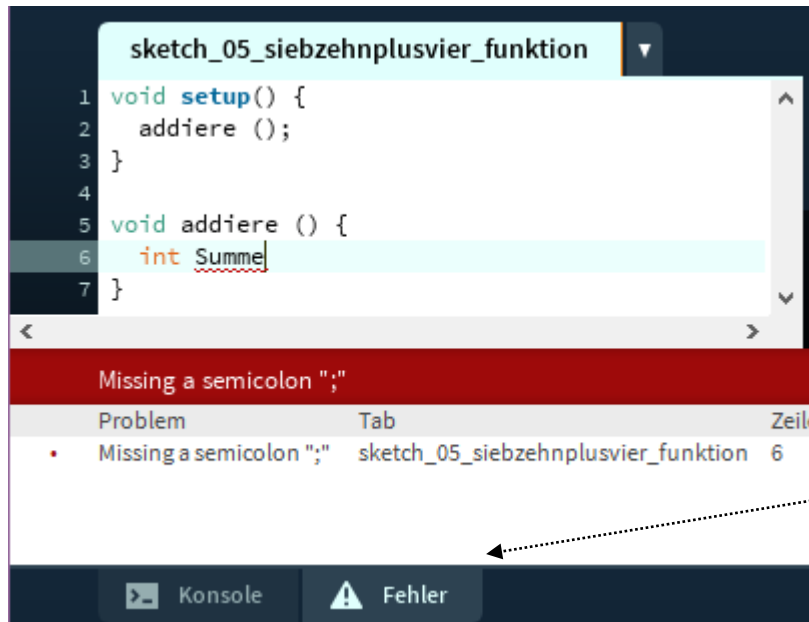 sketch_05_siebzehnplusvier_funktion
1 void setup() {
2   addiere ();
3 }
4
5 void addiere () {
6   int Summe
7 }
Missing a semicolon ";"
Problem Tab Zeile
• Missing a semicolon ";" sketch_05_siebzehnplusvier_funktion 6
Konsole Fehler